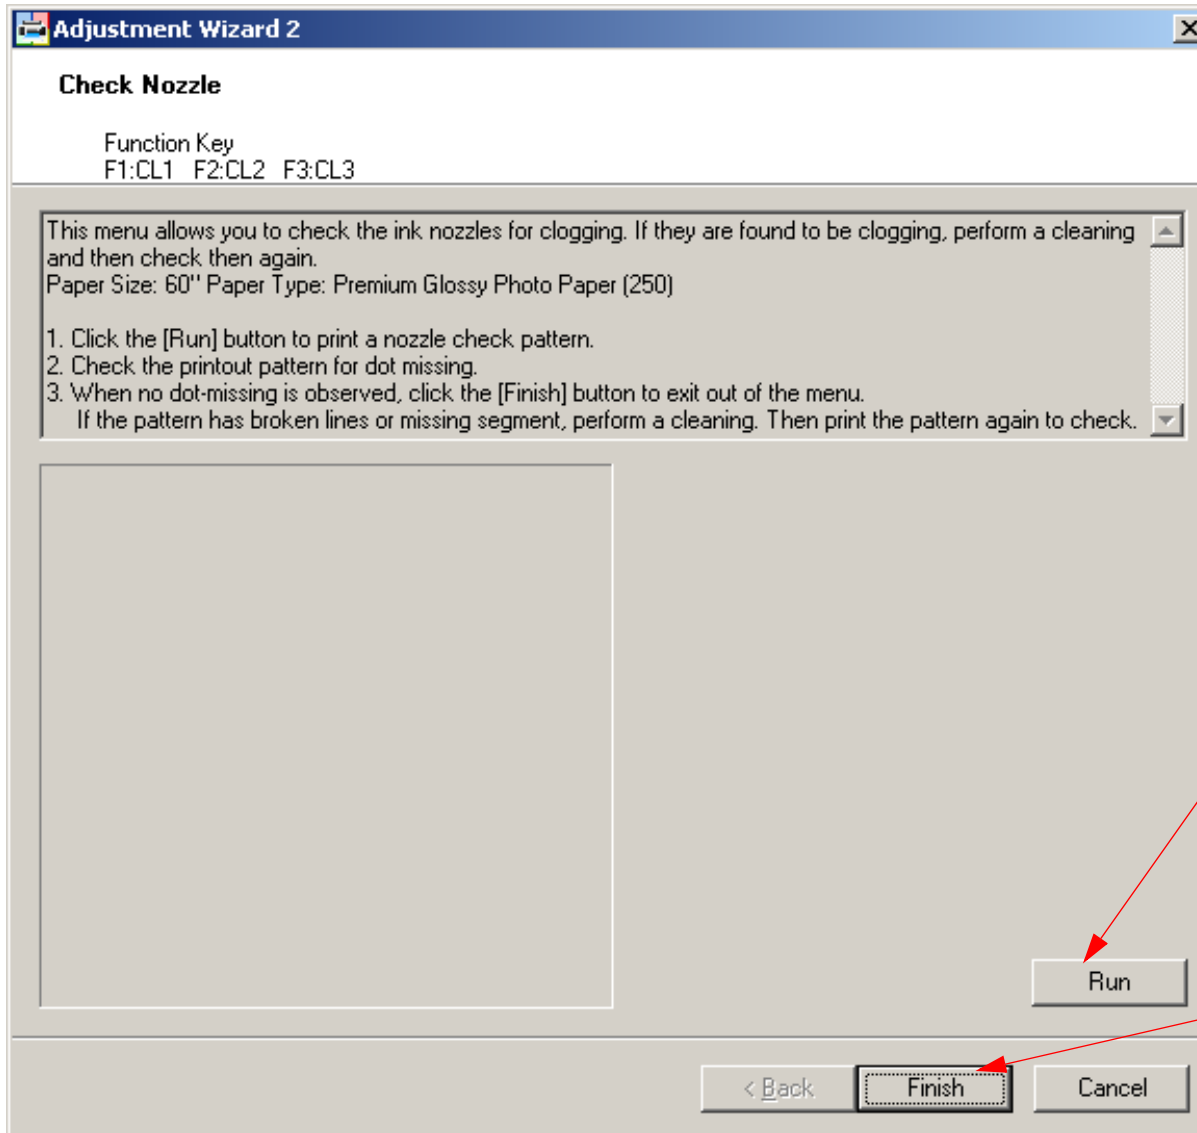 Adjustment Wizard 2
Check Nozzle
Function Key
F1:CL1 F2:CL2 F3:CL3
This menu allows you to check the ink nozzles for clogging. If they are found to be clogging, perform a cleaning
and then check then again.
Paper Size: 60" Paper Type: Premium Glossy Photo Paper (250)
1. Click the [Run] button to print a nozzle check pattern.
2. Check the printout pattern for dot missing.
3. When no dot-missing is observed, click the [Finish] button to exit out of the menu.
If the pattern has broken lines or missing segment, perform a cleaning. Then print the pattern again to check.
Run
< Back
Finish
Cancel